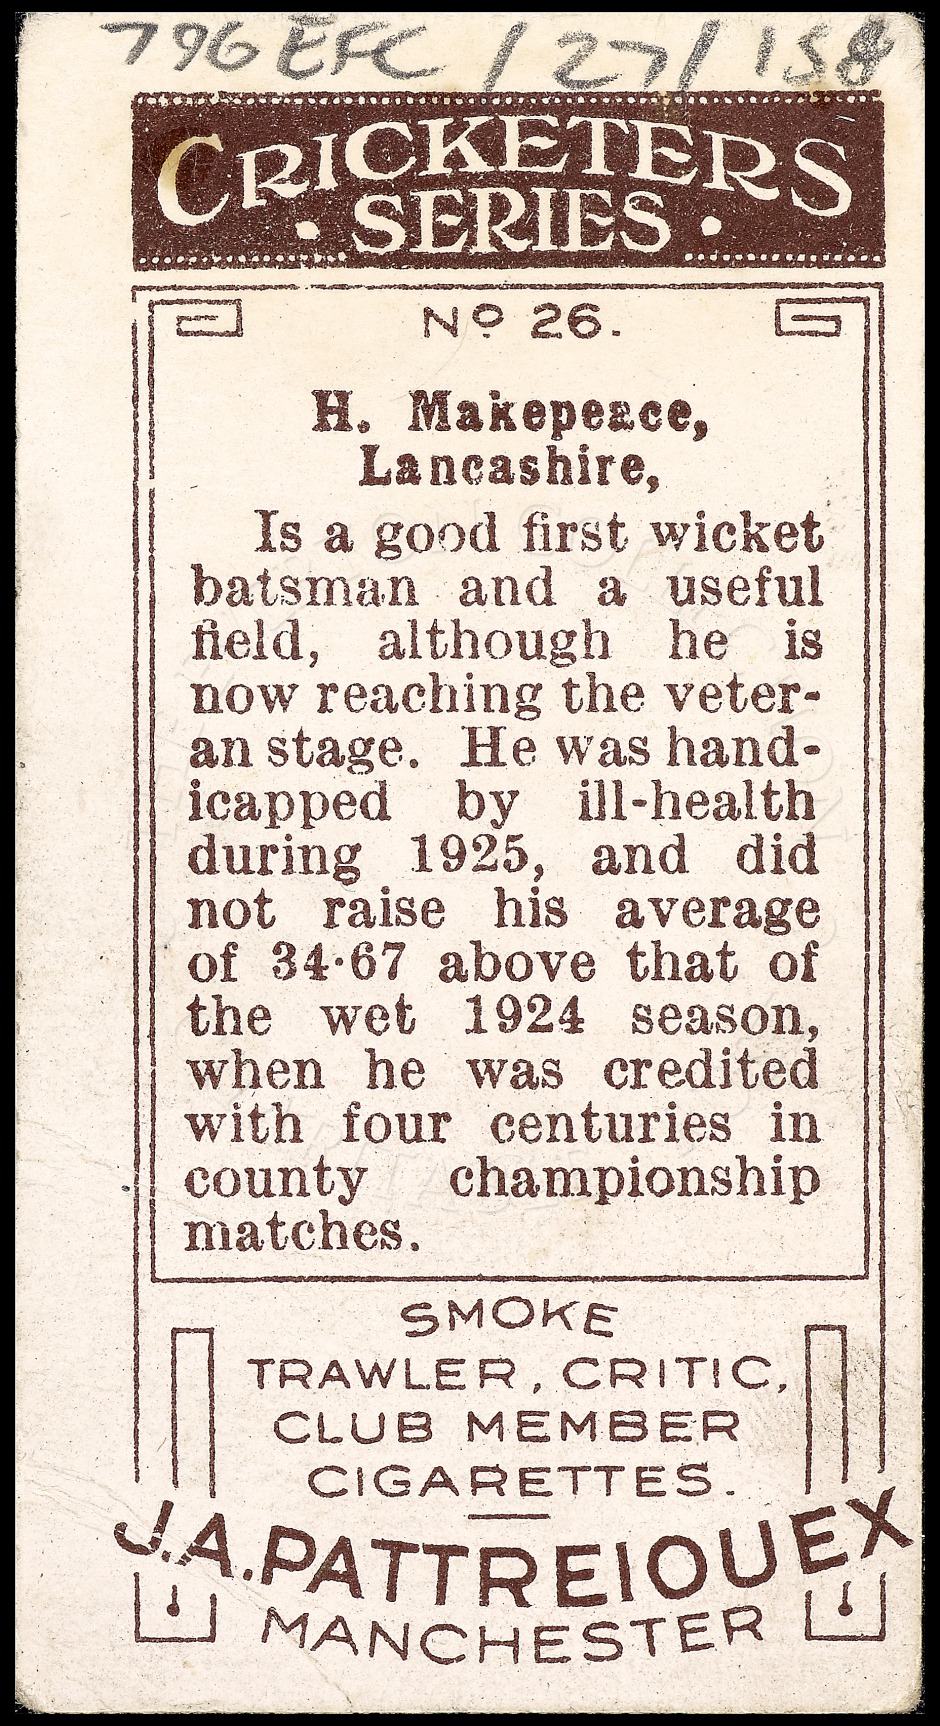 796 EFC / 27 / 158
CRICKETERS
· SERIES ·
No 26.
H. Makepeace,
Lancashire,
Is a good first wicket
batsman and a useful
field, although he is
now reaching the veter-
an stage. He was hand-
icapped by ill-health
during 1925, and did
not raise his average
of 34·67 above that of
the wet 1924 season,
when he was credited
with four centuries in
county championship
matches.
SMOKE
TRAWLER, CRITIC,
CLUB MEMBER
CIGARETTES.
J.A. PATTREIOUEX
MANCHESTER